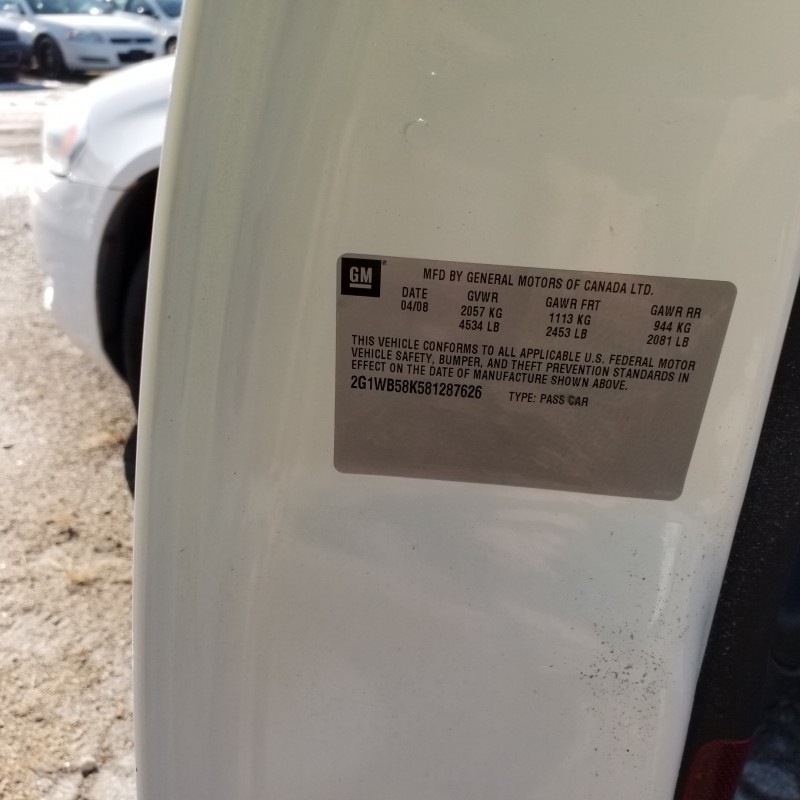 GM
MFD BY GENERAL MOTORS OF CANADA LTD.
DATE GVWR GAWR FRT GAWR RR
04/08 2057 KG 1113 KG 944 KG
4534 LB 2453 LB 2081 LB
THIS VEHICLE CONFORMS TO ALL APPLICABLE U.S. FEDERAL MOTOR
VEHICLE SAFETY, BUMPER, AND THEFT PREVENTION STANDARDS IN
EFFECT ON THE DATE OF MANUFACTURE SHOWN ABOVE.
2G1WB58K581287626 TYPE: PASS CAR